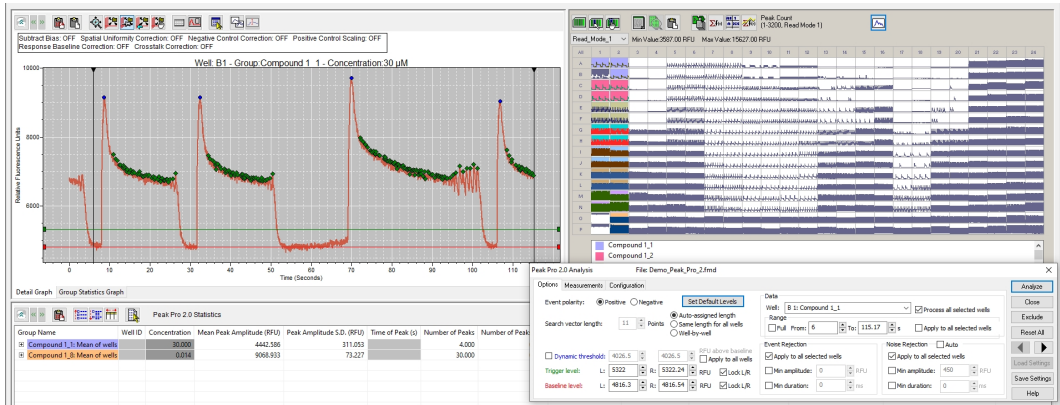 Subtract Bias: OFF Spatial Uniformity Correction: OFF Negative Control Correction: OFF Positive Control Scaling: OFF
Response Baseline Correction: OFF Crosstalk Correction: OFF
Well: B1 - Group:Compound 1_1 - Concentration:30 µM
Relative Fluorescence Units
10000
8000
6000
0 10 20 30 40 50 60 70 80 90 100 110
Time (Seconds)
Detail Graph Group Statistics Graph
Peak Pro 2.0 Statistics
Group Name Well ID Concentration Mean Peak Amplitude (RFU) Peak Amplitude S.D. (RFU) Time of Peak (s) Number of Peaks Number of Peaks
Compound 1_1: Mean of wells 30.000 4442.586 311.053 4.000
Compound 1_8: Mean of wells 0.014 9068.933 73.227 30.000
Peak Count
(1-3200, Read Mode 1)
Read_Mode_1 Min Value:3587.00 RFU Max Value:15627.00 RFU
All 1 2 3 4 5 6 7 8 9 10 11 12 13 14 15 16 17 18 19 20 21 22 23 24
A
B
C
D
E
F
G
H
I
J
K
L
M
N
O
P
Compound 1_1
Compound 1_2
Peak Pro 2.0 Analysis File: Demo_Peak_Pro_2.fmd
Options Measurements Configuration
Event polarity: Positive Negative Set Default Levels
Search vector length: 11 Points
Auto-assigned length
Same length for all wells
Well-by-well
Dynamic threshold: 4026.5 4026.5 RFU above baseline
Apply to all wells
Trigger level: L: 5322 R: 5322.24 RFU Lock L/R
Baseline level: L: 4816.3 R: 4816.54 RFU Lock L/R
Data
Well: B 1: Compound 1_1 Process all selected wells
Range
Full From: 6 To: 115.17 s Apply to all selected wells
Event Rejection
Apply to all selected wells
Min amplitude: 0 RFU
Min duration: 0 ms
Noise Rejection Auto
Apply to all selected wells
Min amplitude: 450 RFU
Min duration: 0 ms
Analyze
Close
Exclude
Reset All
Load Settings
Save Settings
Help